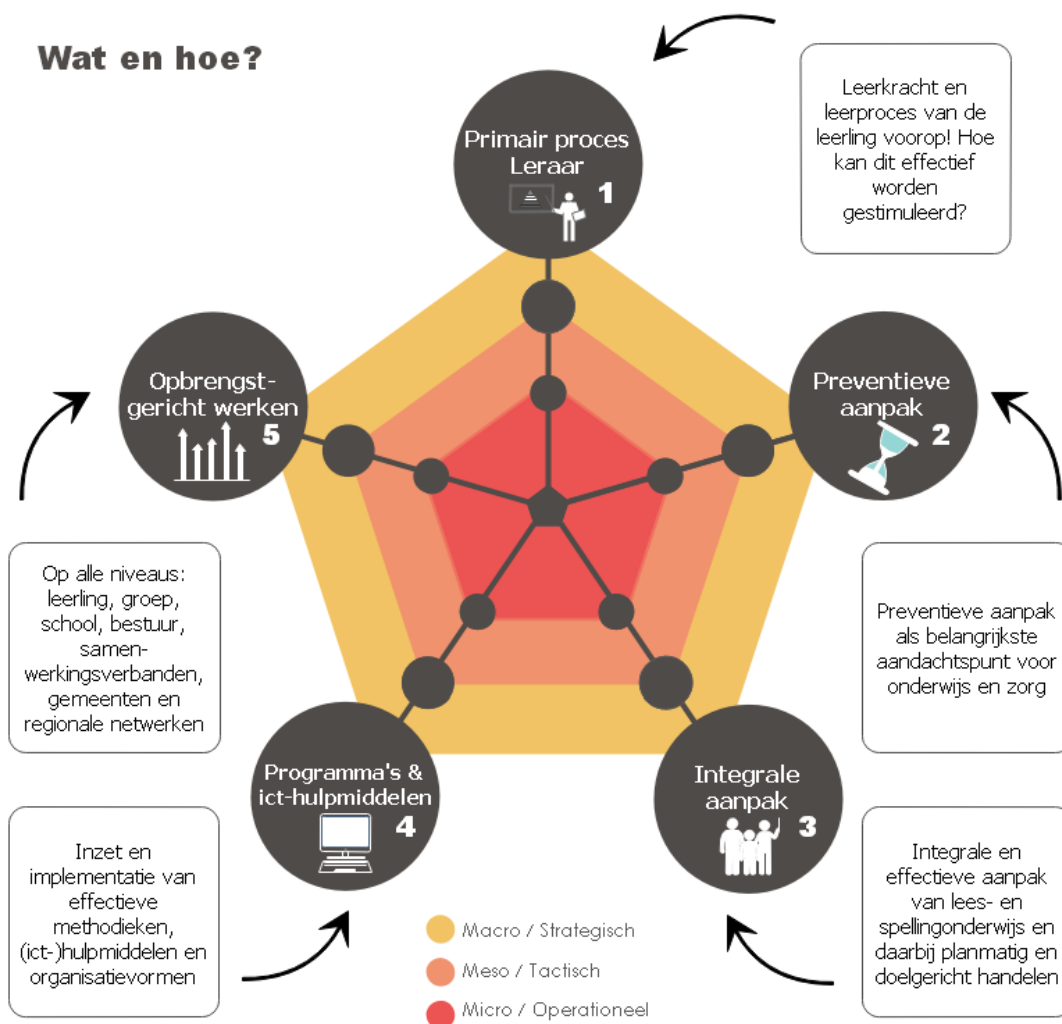 Wat en hoe?
Primair proces
Leraar
1
Leerkracht en
leerproces van de
leerling voorop! Hoe
kan dit effectief
worden
gestimuleerd?
Opbrengst-
gericht werken
5
Preventieve
aanpak
2
Op alle niveaus:
leerling, groep,
school, bestuur,
samen-
werkingsverbanden,
gemeenten en
regionale netwerken
Preventieve aanpak
als belangrijkste
aandachtspunt voor
onderwijs en zorg
Programma's &
ict-hulpmiddelen
4
Integrale
aanpak
3
Inzet en
implementatie van
effectieve
methodieken,
(ict-)hulpmiddelen en
organisatievormen
Integrale en
effectieve aanpak
van lees- en
spellingonderwijs en
daarbij planmatig en
doelgericht handelen
Macro / Strategisch
Meso / Tactisch
Micro / Operationeel